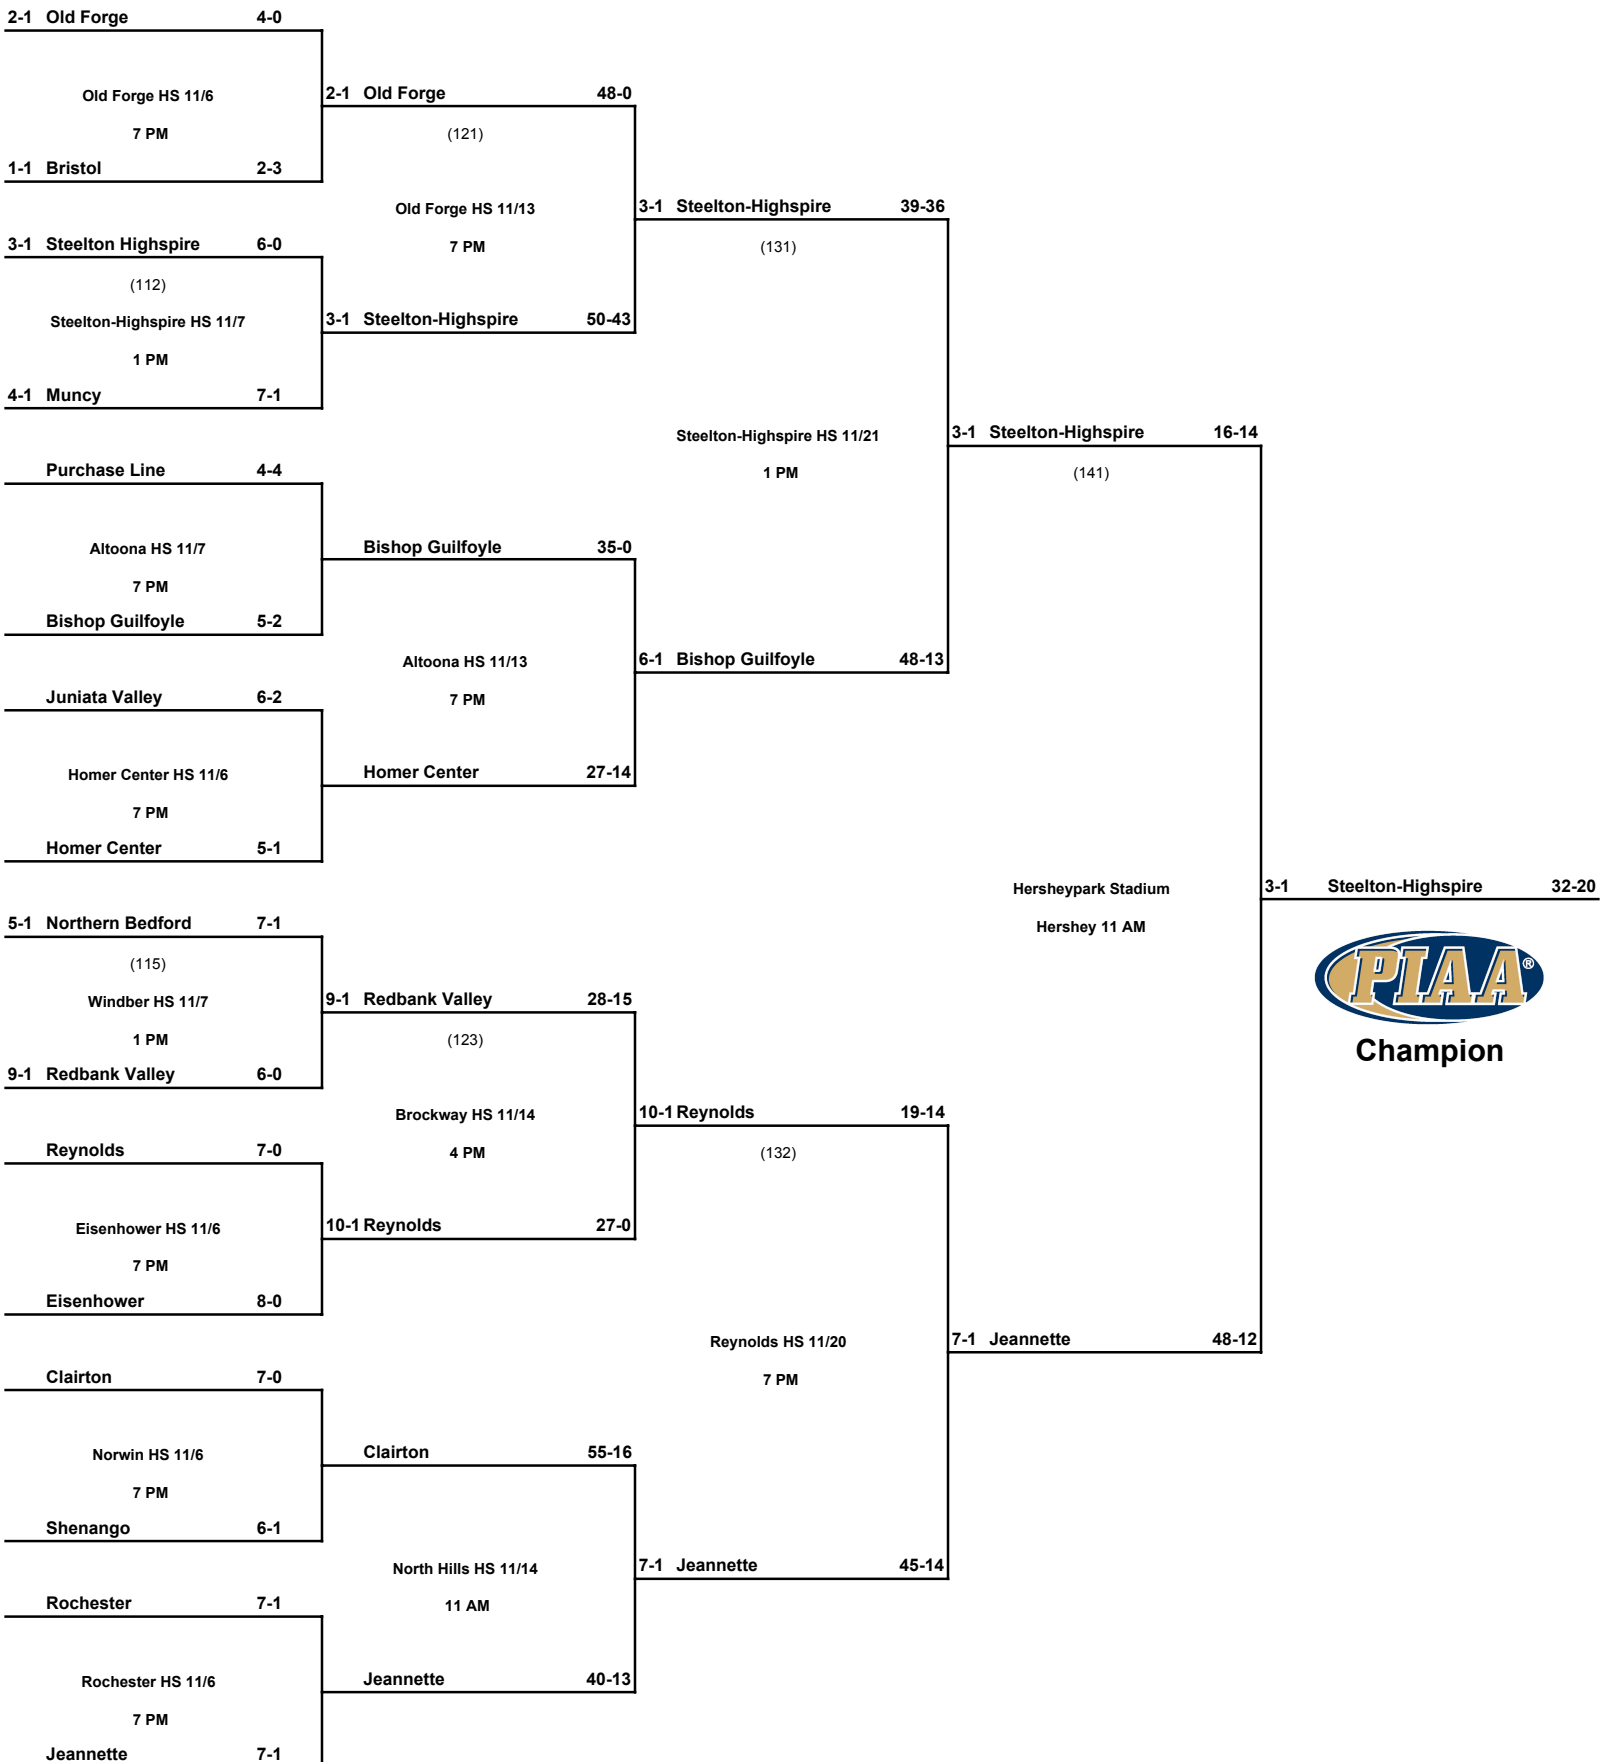 2-1 Old Forge 4-0
Old Forge HS 11/6
7 PM
1-1 Bristol 2-3
3-1 Steelton Highspire 6-0
(112)
Steelton-Highspire HS 11/7
1 PM
4-1 Muncy 7-1
Purchase Line 4-4
Altoona HS 11/7
7 PM
Bishop Guilfoyle 5-2
Juniata Valley 6-2
Homer Center HS 11/6
7 PM
Homer Center 5-1
5-1 Northern Bedford 7-1
(115)
Windber HS 11/7
1 PM
9-1 Redbank Valley 6-0
Reynolds 7-0
Eisenhower HS 11/6
7 PM
Eisenhower 8-0
Clairton 7-0
Norwin HS 11/6
7 PM
Shenango 6-1
Rochester 7-1
Rochester HS 11/6
7 PM
Jeannette 7-1
2-1 Old Forge 48-0
(121)
Old Forge HS 11/13
7 PM
3-1 Steelton-Highspire 50-43
Bishop Guilfoyle 35-0
Altoona HS 11/13
7 PM
Homer Center 27-14
9-1 Redbank Valley 28-15
(123)
Brockway HS 11/14
4 PM
10-1 Reynolds 27-0
Clairton 55-16
North Hills HS 11/14
11 AM
Jeannette 40-13
3-1 Steelton-Highspire 39-36
(131)
Steelton-Highspire HS 11/21
1 PM
6-1 Bishop Guilfoyle 48-13
10-1 Reynolds 19-14
(132)
Reynolds HS 11/20
7 PM
7-1 Jeannette 45-14
3-1 Steelton-Highspire 16-14
(141)
Hersheypark Stadium
Hershey 11 AM
7-1 Jeannette 48-12
3-1 Steelton-Highspire 32-20
PIAA®
Champion